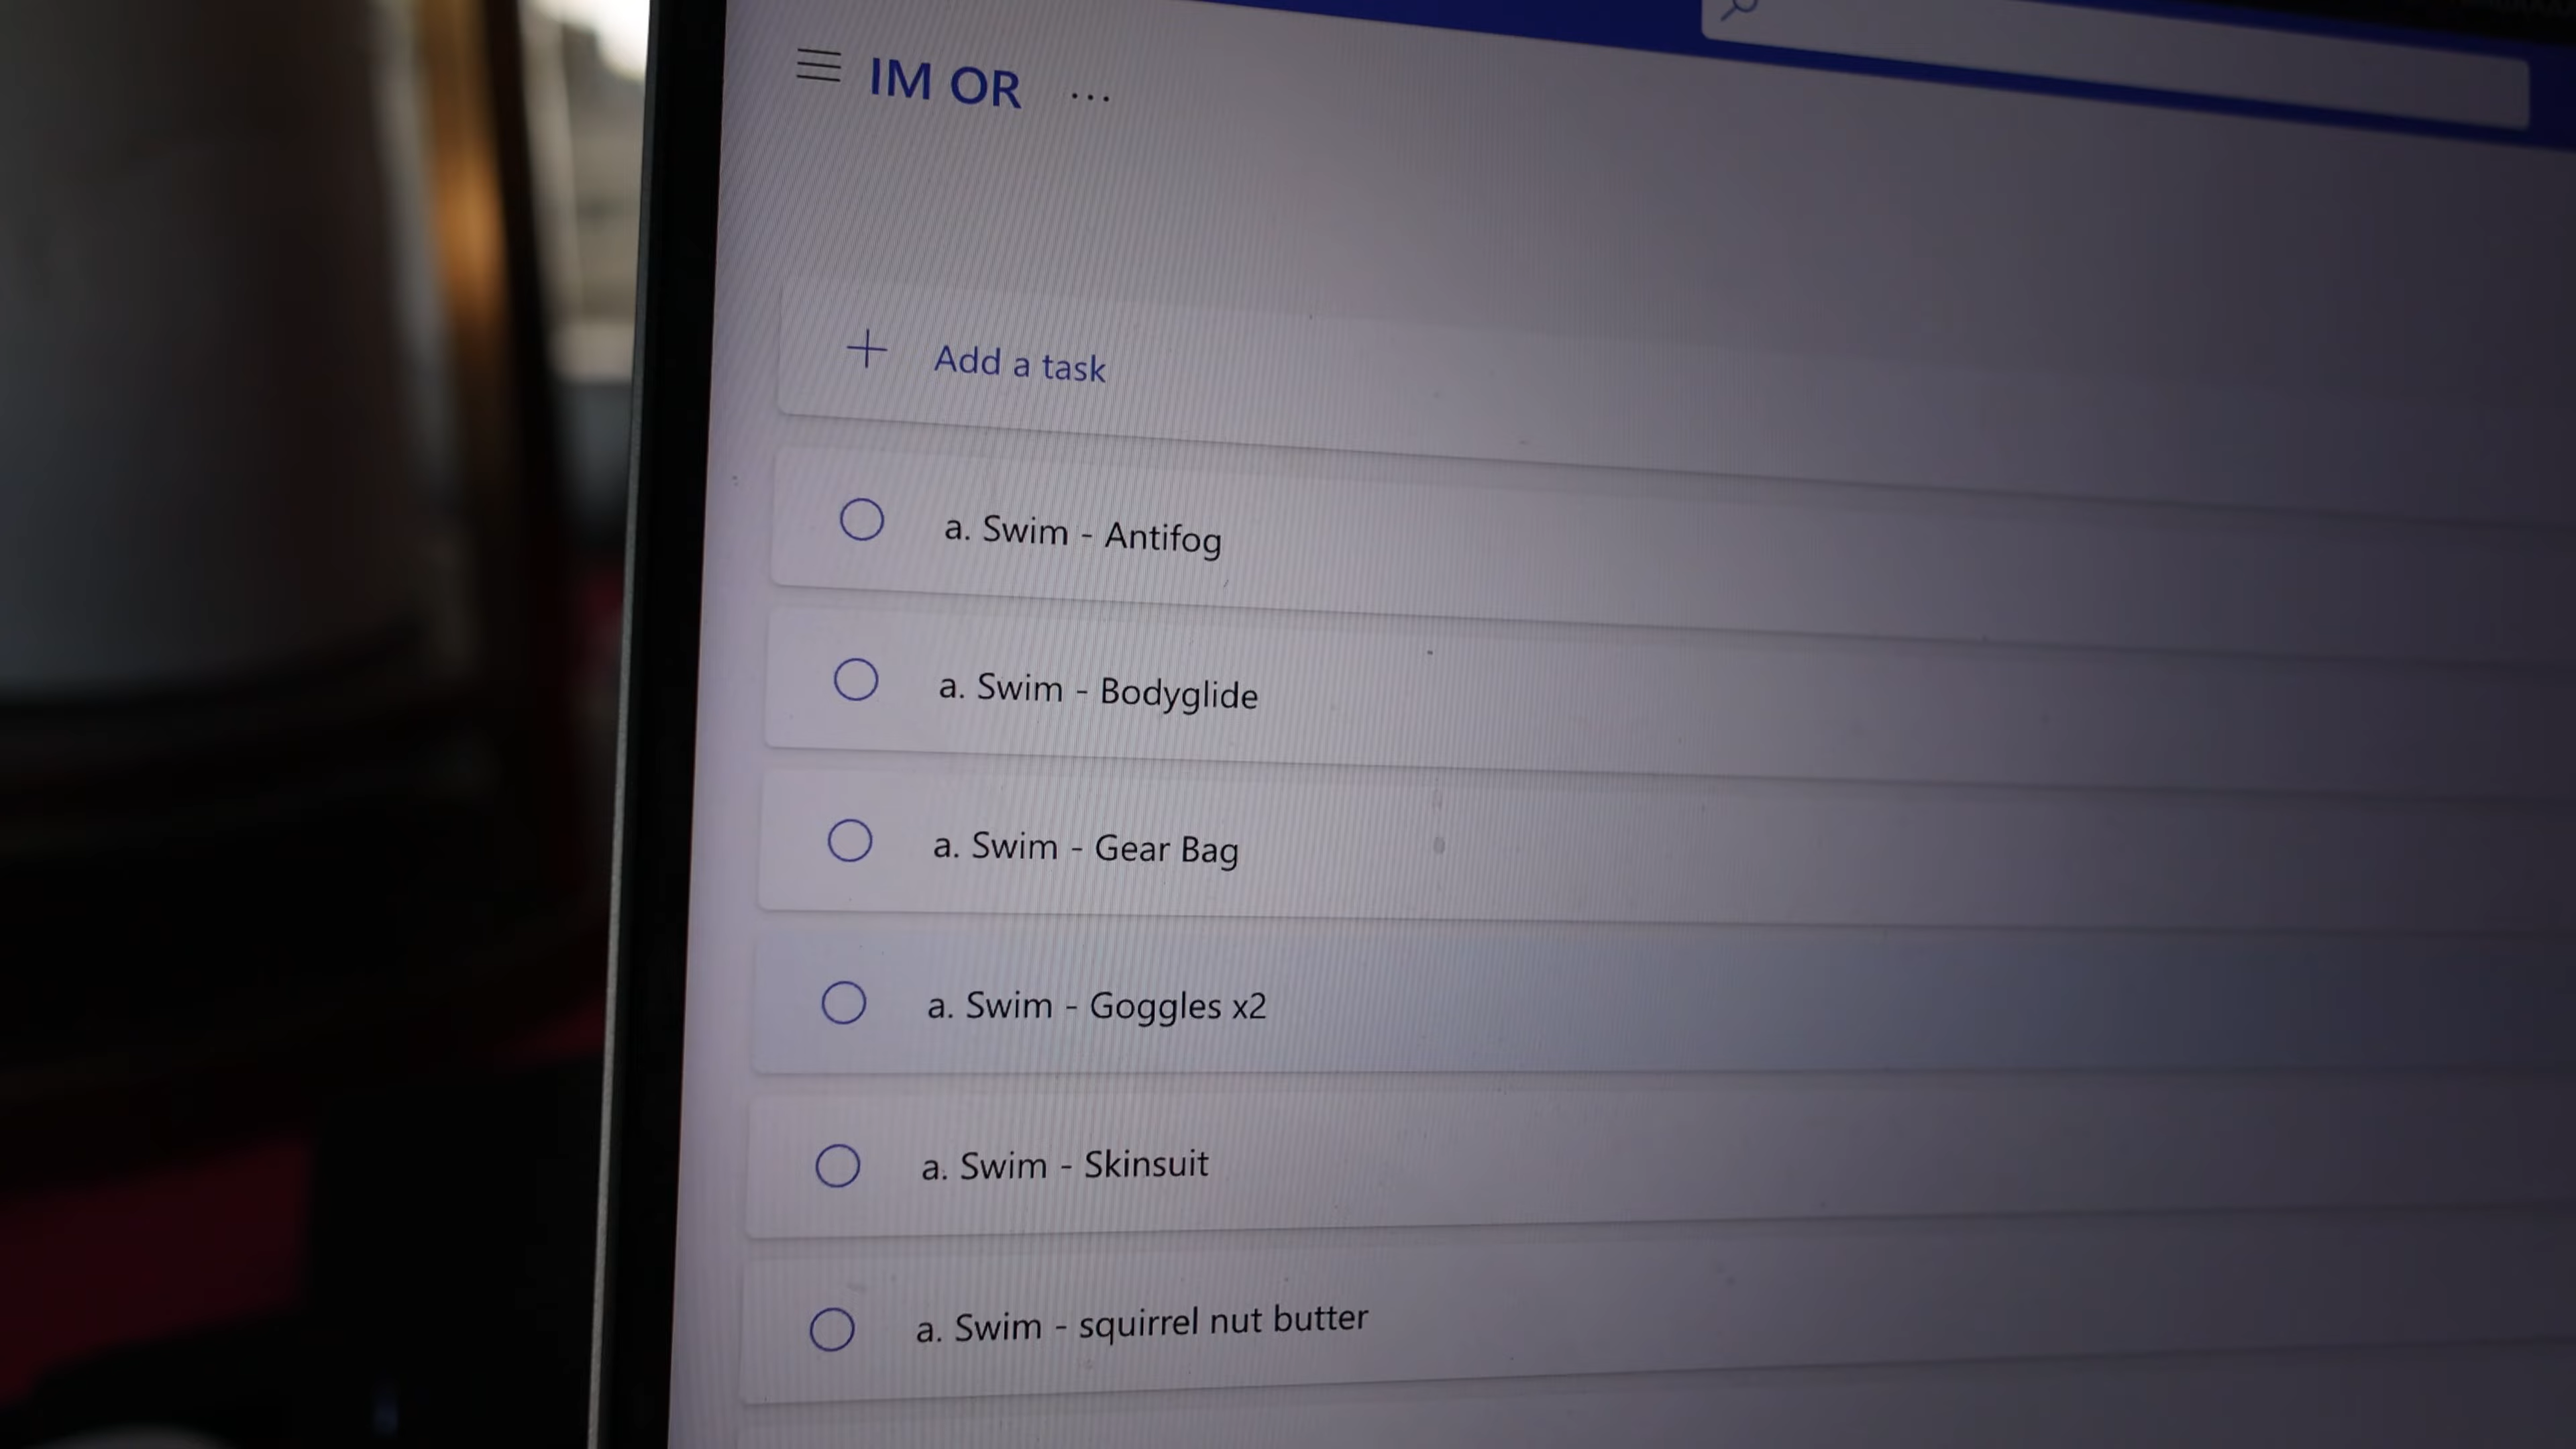 IM OR ...
Add a task
a. Swim - Antifog
a. Swim - Bodyglide
a. Swim - Gear Bag
a. Swim - Goggles x2
a. Swim - Skinsuit
a. Swim - squirrel nut butter